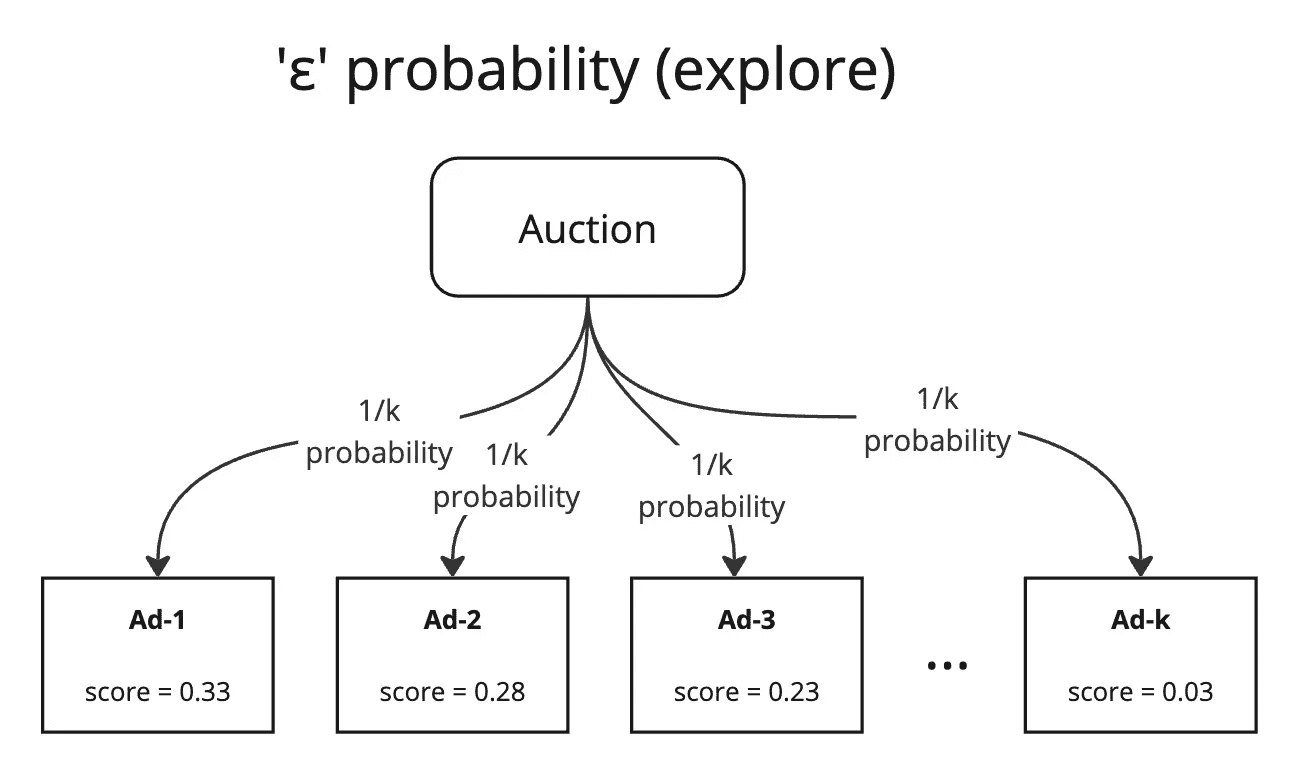 'ε' probability (explore)
Auction
1/k
probability
1/k
probability
1/k
probability
1/k
probability
Ad-1
score = 0.33
Ad-2
score = 0.28
Ad-3
score = 0.23
...
Ad-k
score = 0.03